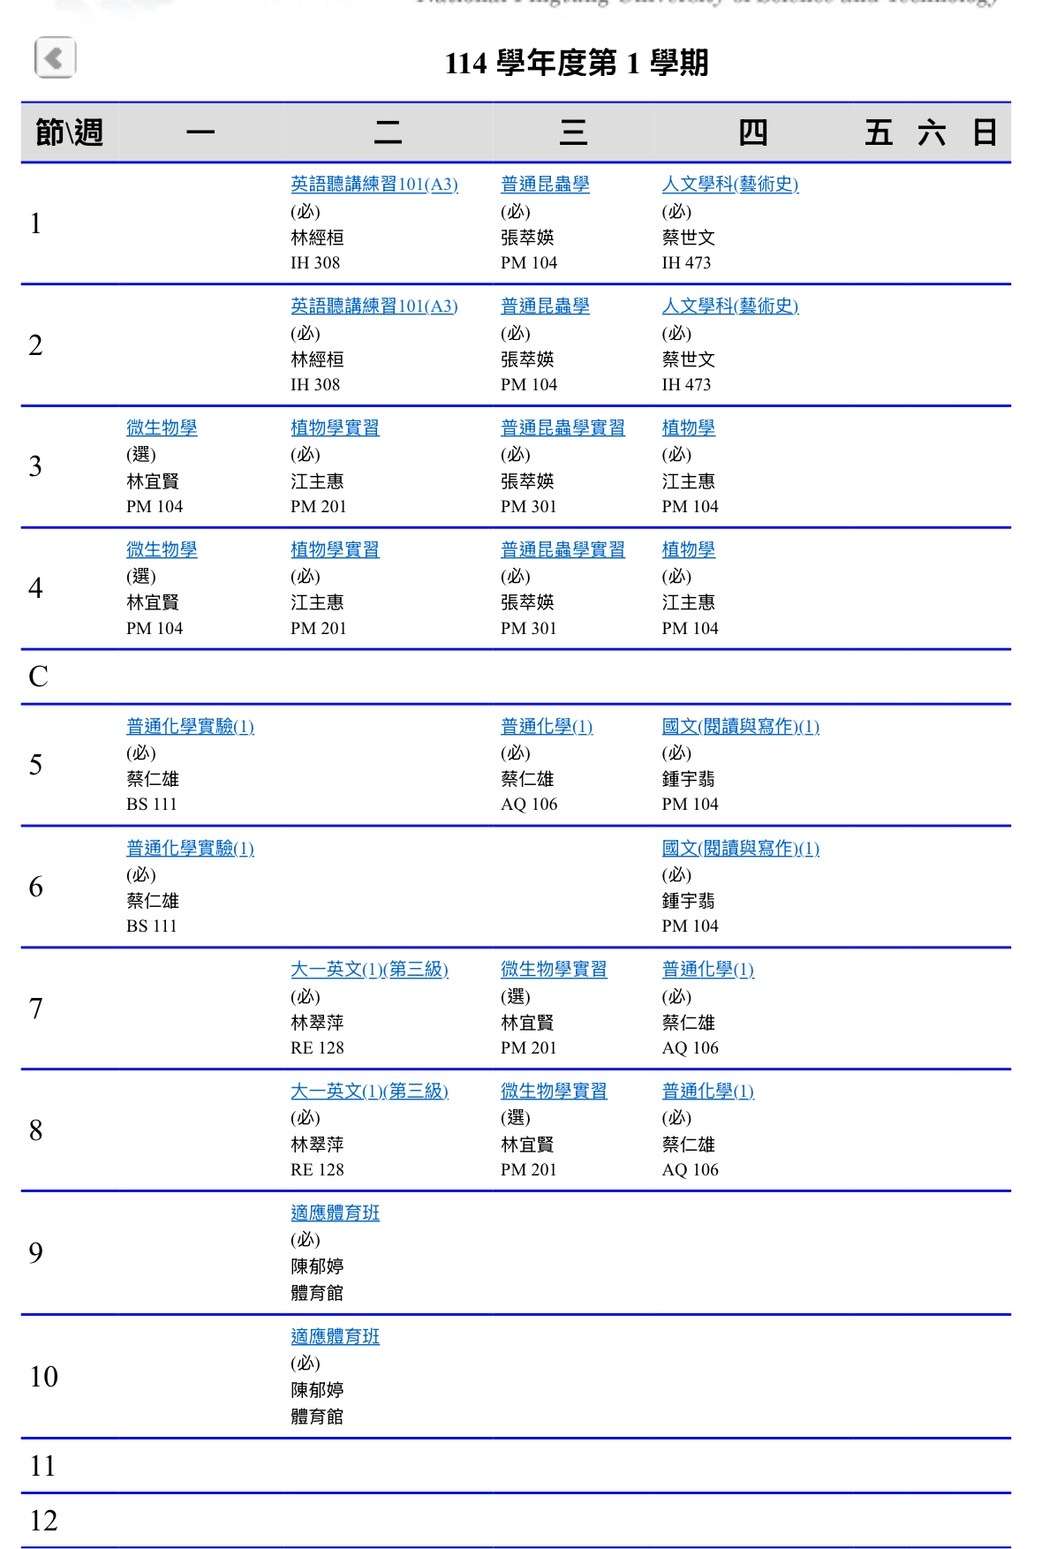 National Pingtung University of Science and Technology
114 學年度第 1 學期
節\週 一 二 三 四 五 六 日
1
英語聽講練習101(A3)
(必)
林經桓
IH 308
普通昆蟲學
(必)
張萃媖
PM 104
人文學科(藝術史)
(必)
蔡世文
IH 473
2
英語聽講練習101(A3)
(必)
林經桓
IH 308
普通昆蟲學
(必)
張萃媖
PM 104
人文學科(藝術史)
(必)
蔡世文
IH 473
3
微生物學
(選)
林宜賢
PM 104
植物學實習
(必)
江主惠
PM 201
普通昆蟲學實習
(必)
張萃媖
PM 301
植物學
(必)
江主惠
PM 104
4
微生物學
(選)
林宜賢
PM 104
植物學實習
(必)
江主惠
PM 201
普通昆蟲學實習
(必)
張萃媖
PM 301
植物學
(必)
江主惠
PM 104
C
5
普通化學實驗(1)
(必)
蔡仁雄
BS 111
普通化學(1)
(必)
蔡仁雄
AQ 106
國文(閱讀與寫作)(1)
(必)
鍾宇翡
PM 104
6
普通化學實驗(1)
(必)
蔡仁雄
BS 111
國文(閱讀與寫作)(1)
(必)
鍾宇翡
PM 104
7
大一英文(1)(第三級)
(必)
林翠萍
RE 128
微生物學實習
(選)
林宜賢
PM 201
普通化學(1)
(必)
蔡仁雄
AQ 106
8
大一英文(1)(第三級)
(必)
林翠萍
RE 128
微生物學實習
(選)
林宜賢
PM 201
普通化學(1)
(必)
蔡仁雄
AQ 106
9
適應體育班
(必)
陳郁婷
體育館
10
適應體育班
(必)
陳郁婷
體育館
11
12